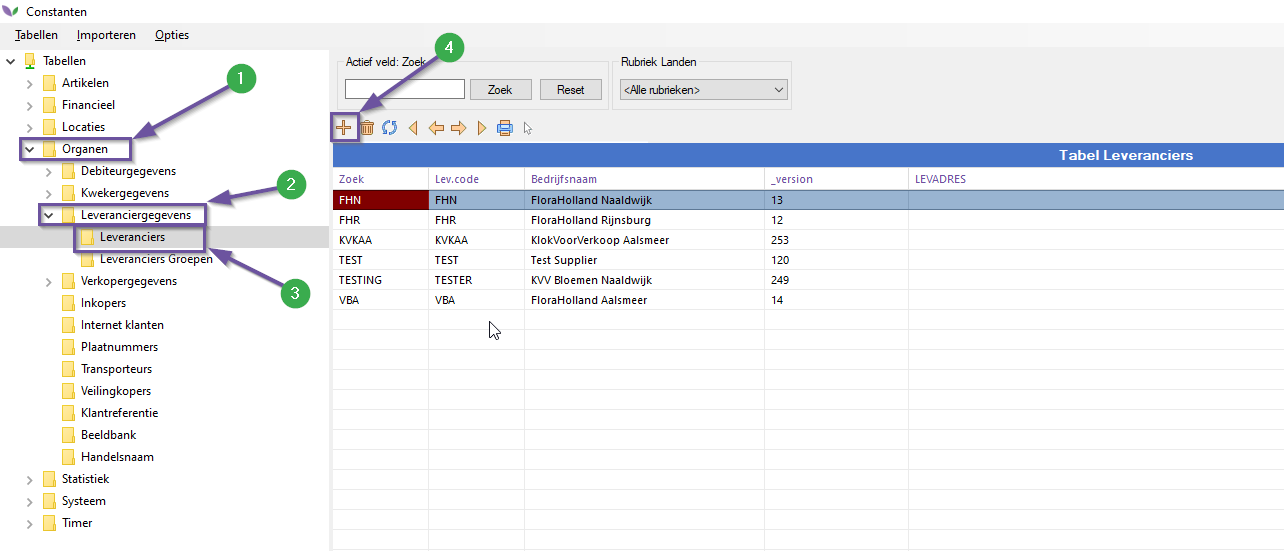 Constanten
Tabellen Importeren Opties
Tabellen
Artikelen
Financieel
Locaties
Organen
Debiteurgegevens
Kwekergegevens
Leveranciergegevens
Leveranciers
Leveranciers Groepen
Verkopergegevens
Inkopers
Internet klanten
Plaatnummers
Transporteurs
Veilingkopers
Klantreferentie
Beeldbank
Handelsnaam
Statistiek
Systeem
Timer
1
2
3
4
Actief veld: Zoek
Zoek Reset
Rubriek Landen
<Alle rubrieken>
Tabel Leveranciers
Zoek Lev.code Bedrijfsnaam _version LEVADRES
FHN FHN FloraHolland Naaldwijk 13
FHR FHR FloraHolland Rijnsburg 12
KVKAA KVKAA KlokVoorVerkoop Aalsmeer 253
TEST TEST Test Supplier 120
TESTING TESTER KVV Bloemen Naaldwijk 249
VBA VBA FloraHolland Aalsmeer 14